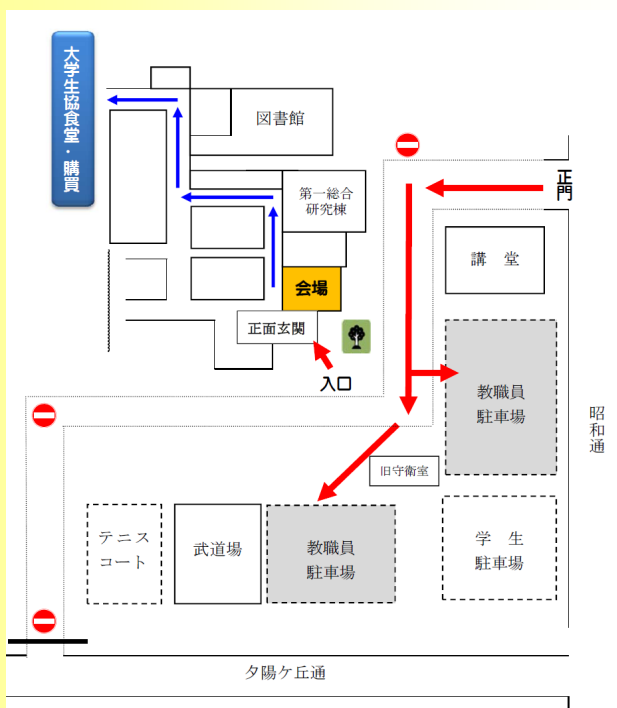 大学生協食堂・購買
図書館
正門
第一総合
研究棟
講 堂
会場
正面玄関
入口
教職員
駐車場
昭和通
旧守衛室
テニス
コート
武道場
教職員
駐車場
学 生
駐車場
夕陽ケ丘通